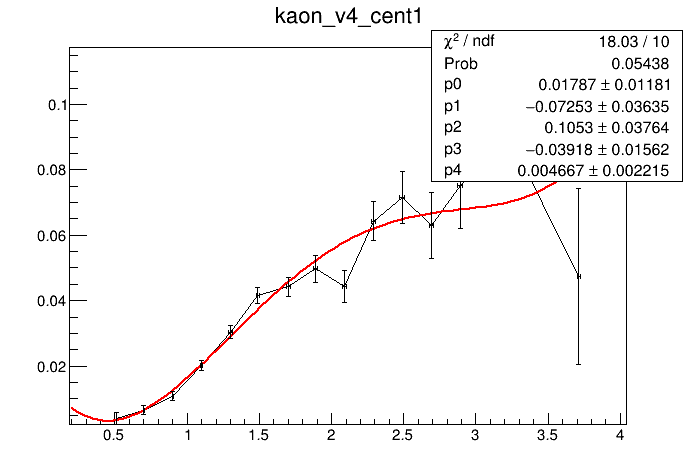 kaon_v4_cent1
χ² / ndf 18.03 / 10
Prob 0.05438
p0 0.01787 ± 0.01181
p1 −0.07253 ± 0.03635
p2 0.1053 ± 0.03764
p3 −0.03918 ± 0.01562
p4 0.004667 ± 0.002215
0.1
0.08
0.06
0.04
0.02
0.5 1 1.5 2 2.5 3 3.5 4